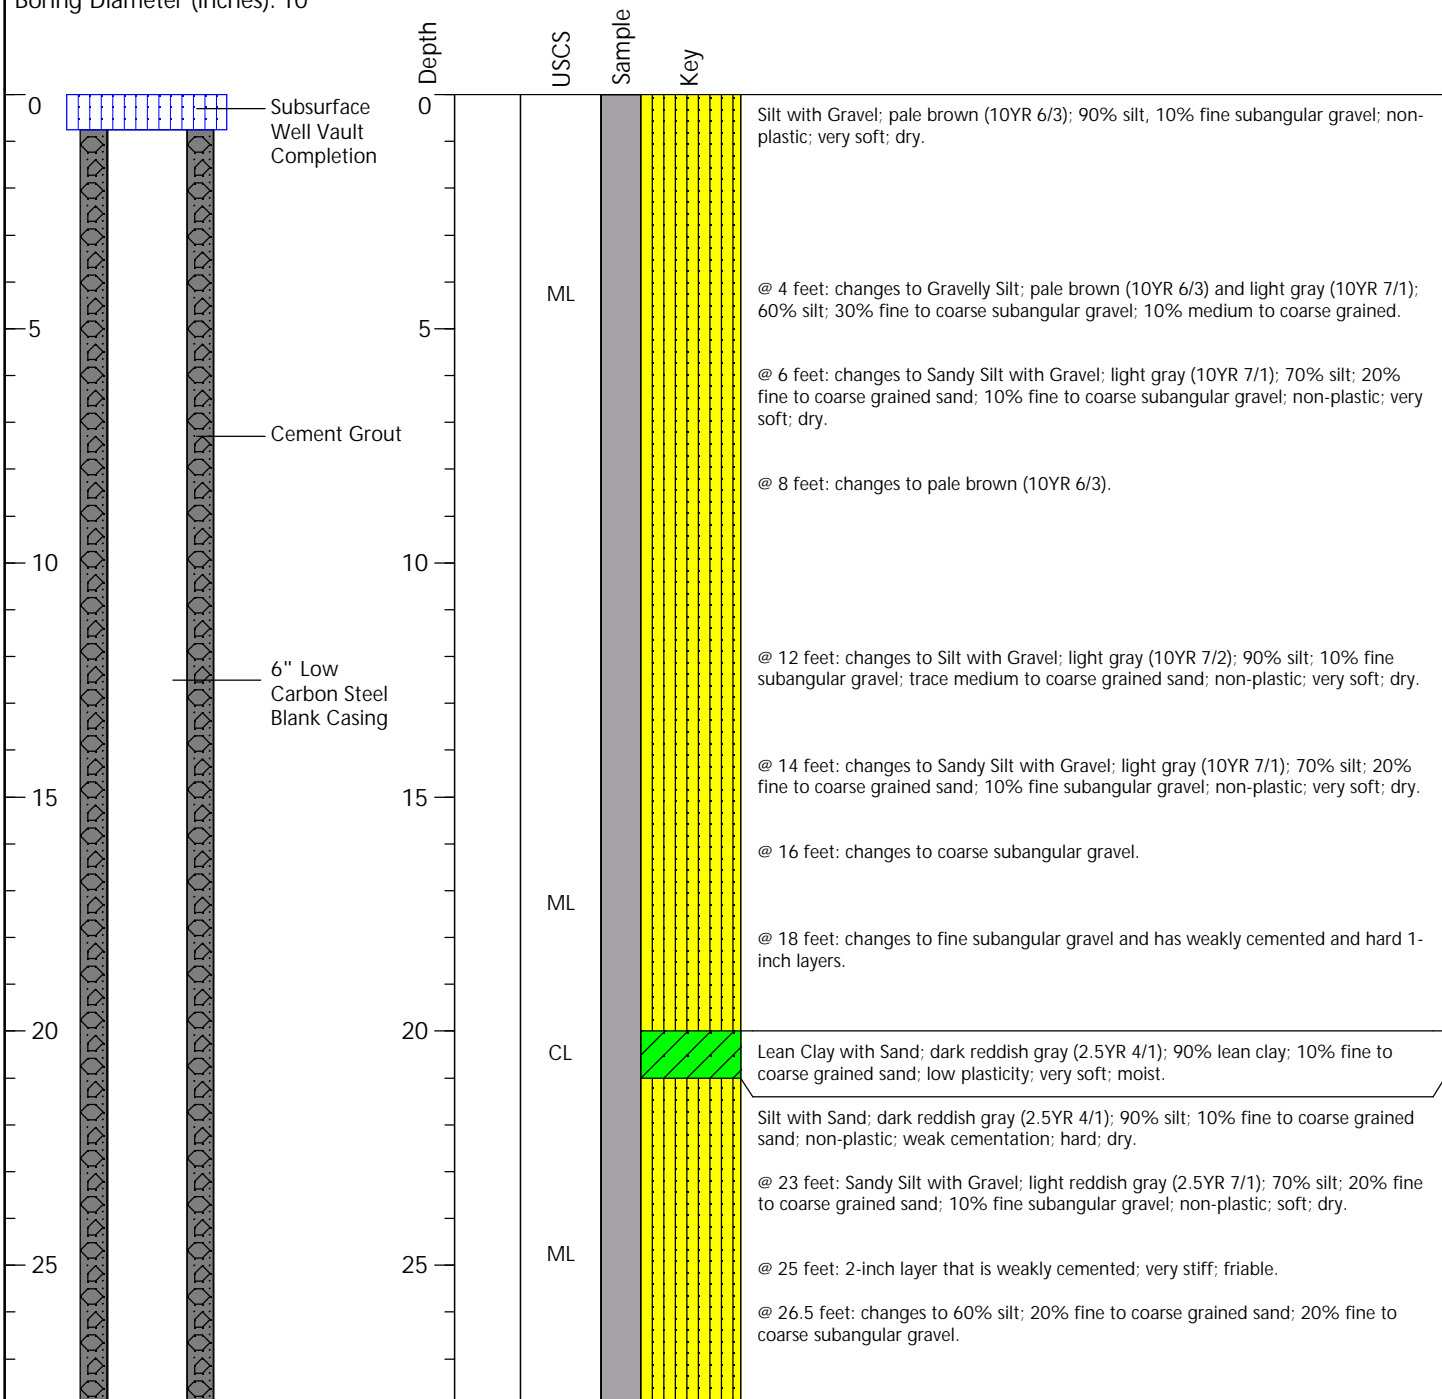 Boring Diameter (inches): 10
Depth
USCS
Sample
Key
0
Subsurface
Well Vault
Completion
0
Silt with Gravel; pale brown (10YR 6/3); 90% silt, 10% fine subangular gravel; non-
plastic; very soft; dry.
ML
@ 4 feet: changes to Gravelly Silt; pale brown (10YR 6/3) and light gray (10YR 7/1);
60% silt; 30% fine to coarse subangular gravel; 10% medium to coarse grained.
5
5
@ 6 feet: changes to Sandy Silt with Gravel; light gray (10YR 7/1); 70% silt; 20%
fine to coarse grained sand; 10% fine to coarse subangular gravel; non-plastic; very
soft; dry.
Cement Grout
@ 8 feet: changes to pale brown (10YR 6/3).
10
10
6" Low
Carbon Steel
Blank Casing
@ 12 feet: changes to Silt with Gravel; light gray (10YR 7/2); 90% silt; 10% fine
subangular gravel; trace medium to coarse grained sand; non-plastic; very soft; dry.
@ 14 feet: changes to Sandy Silt with Gravel; light gray (10YR 7/1); 70% silt; 20%
fine to coarse grained sand; 10% fine subangular gravel; non-plastic; very soft; dry.
15
15
@ 16 feet: changes to coarse subangular gravel.
ML
@ 18 feet: changes to fine subangular gravel and has weakly cemented and hard 1-
inch layers.
20
20
CL
Lean Clay with Sand; dark reddish gray (2.5YR 4/1); 90% lean clay; 10% fine to
coarse grained sand; low plasticity; very soft; moist.
Silt with Sand; dark reddish gray (2.5YR 4/1); 90% silt; 10% fine to coarse grained
sand; non-plastic; weak cementation; hard; dry.
@ 23 feet: Sandy Silt with Gravel; light reddish gray (2.5YR 7/1); 70% silt; 20% fine
to coarse grained sand; 10% fine subangular gravel; non-plastic; soft; dry.
ML
25
25
@ 25 feet: 2-inch layer that is weakly cemented; very stiff; friable.
@ 26.5 feet: changes to 60% silt; 20% fine to coarse grained sand; 20% fine to
coarse subangular gravel.